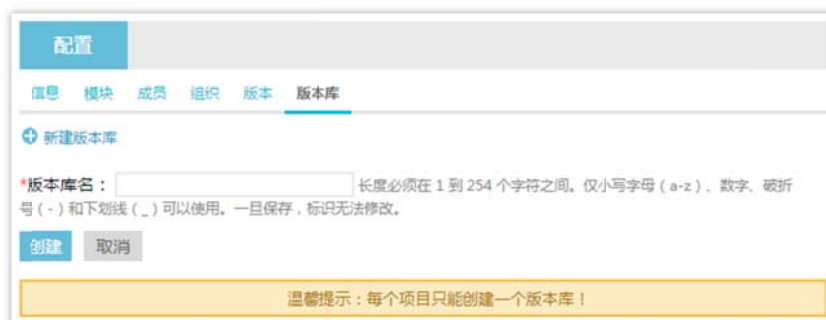 配置
信息 模块 成员 组织 版本 版本库
新建版本库
*版本库名： 长度必须在 1 到 254 个字符之间。仅小写字母（a-z）、数字、破折
号（-）和下划线（_）可以使用。一旦保存，标识无法修改。
创建 取消
温馨提示：每个项目只能创建一个版本库！